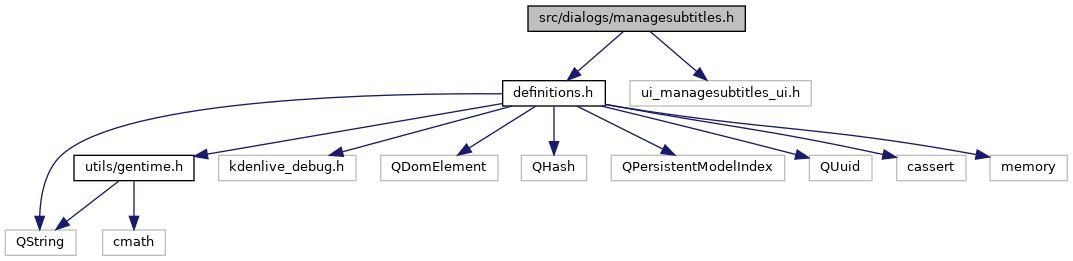 src/dialogs/managesubtitles.h
definitions.h
ui_managesubtitles_ui.h
utils/gentime.h
kdenlive_debug.h
QDomElement
QHash
QPersistentModelIndex
QUuid
cassert
memory
QString
cmath